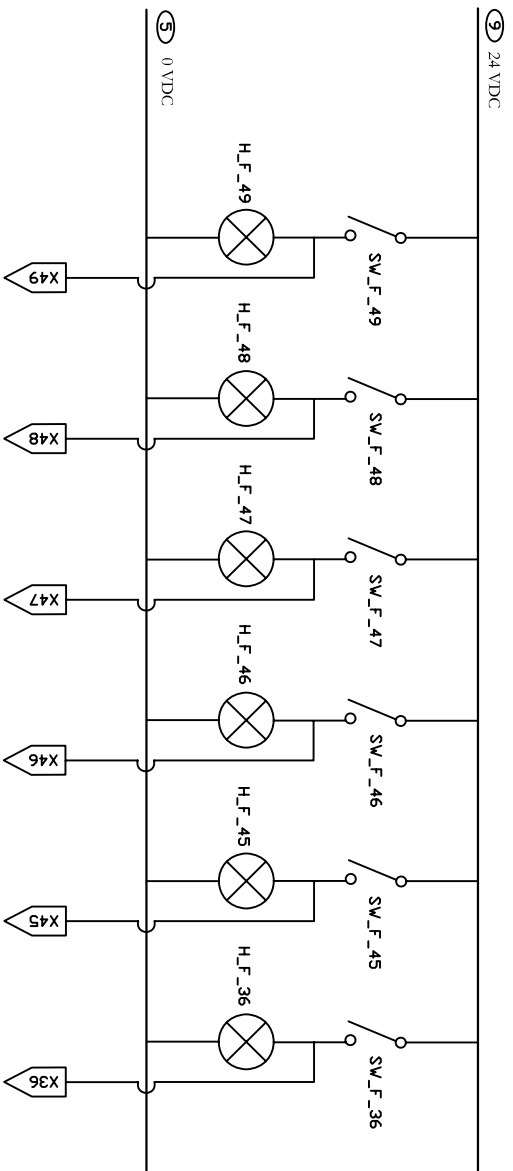 9 24 VDC
5 0 VDC
SW_F_49
H_F_49
X49
SW_F_48
H_F_48
X48
SW_F_47
H_F_47
X47
SW_F_46
H_F_46
X46
SW_F_45
H_F_45
X45
SW_F_36
H_F_36
X36